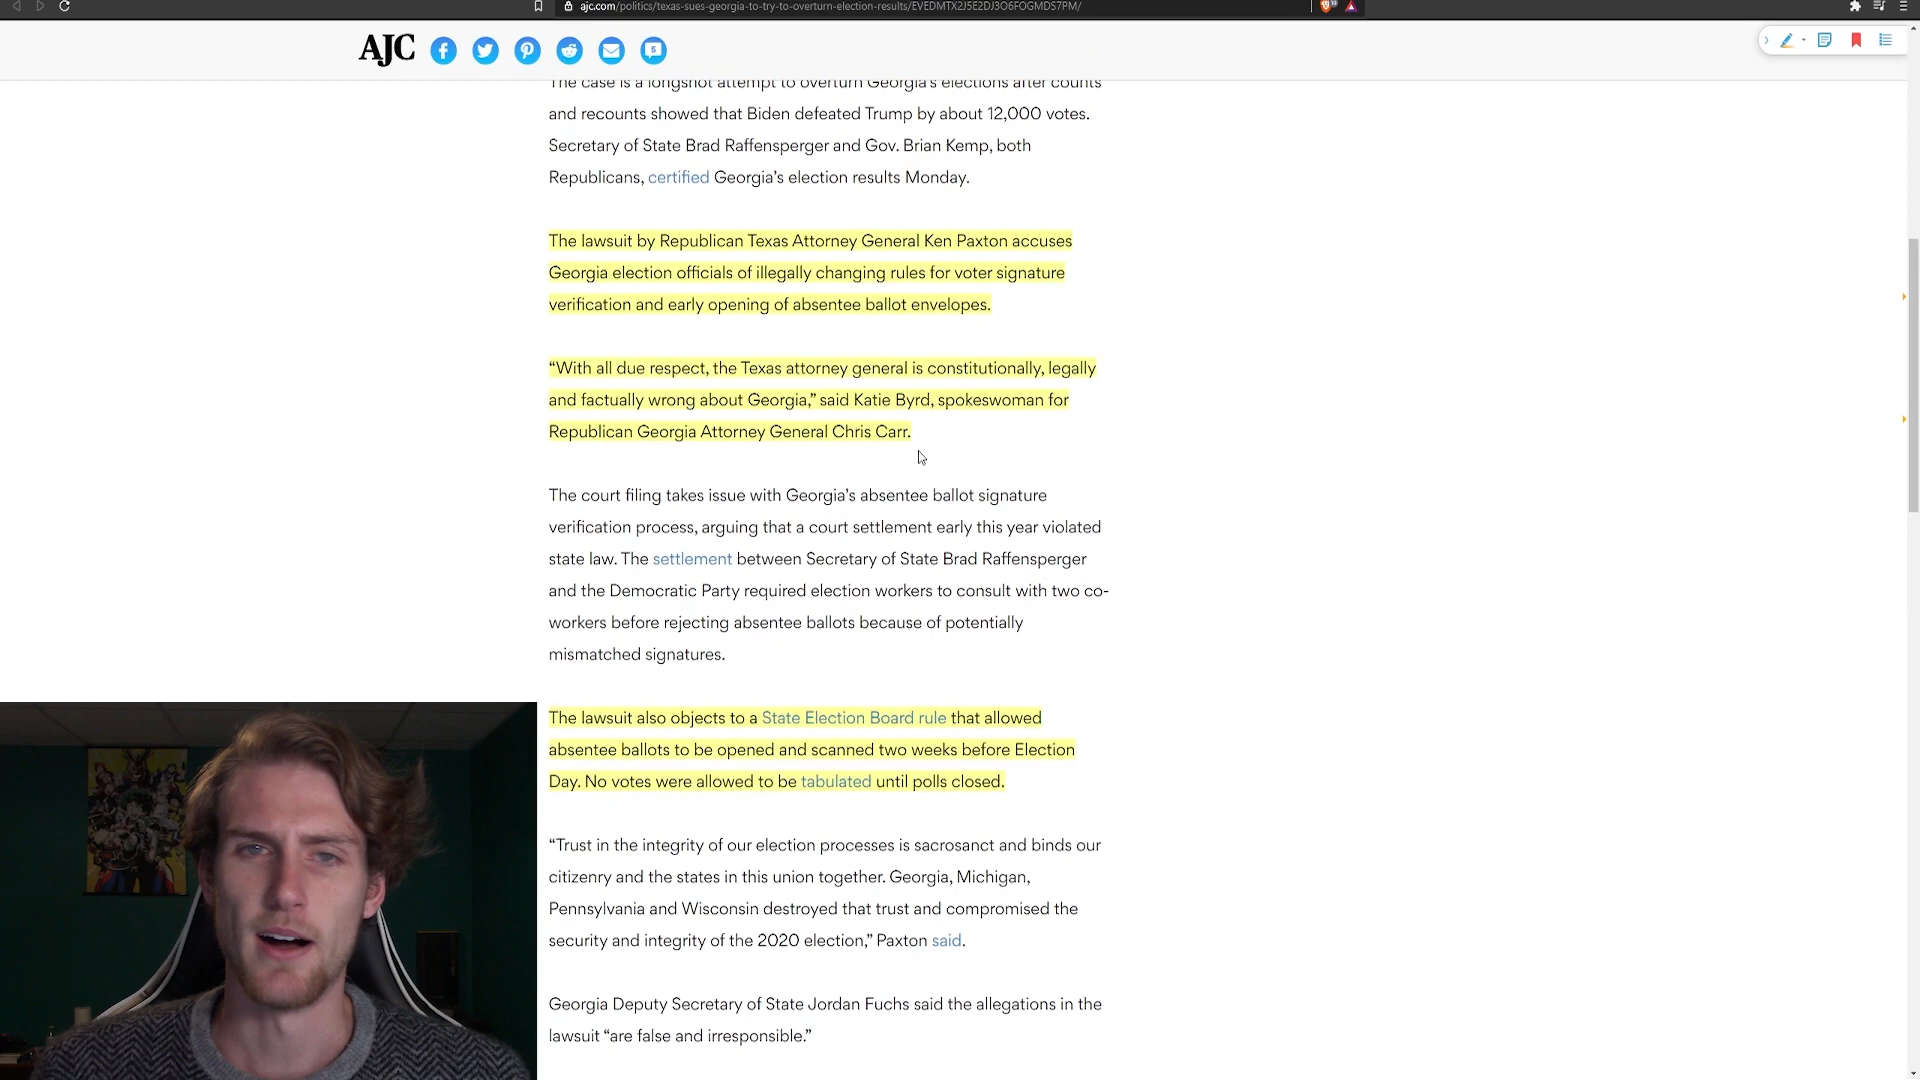 ajc.com/politics/texas-sues-georgia-to-try-to-overturn-election-results/EVEDMTX2J5E2DJ3O6FOGMDS7PM/
AJC
The case is a longshot attempt to overturn Georgia's elections after counts
and recounts showed that Biden defeated Trump by about 12,000 votes.
Secretary of State Brad Raffensperger and Gov. Brian Kemp, both
Republicans, certified Georgia's election results Monday.
The lawsuit by Republican Texas Attorney General Ken Paxton accuses
Georgia election officials of illegally changing rules for voter signature
verification and early opening of absentee ballot envelopes.
“With all due respect, the Texas attorney general is constitutionally, legally
and factually wrong about Georgia,” said Katie Byrd, spokeswoman for
Republican Georgia Attorney General Chris Carr.
The court filing takes issue with Georgia’s absentee ballot signature
verification process, arguing that a court settlement early this year violated
state law. The settlement between Secretary of State Brad Raffensperger
and the Democratic Party required election workers to consult with two co-
workers before rejecting absentee ballots because of potentially
mismatched signatures.
The lawsuit also objects to a State Election Board rule that allowed
absentee ballots to be opened and scanned two weeks before Election
Day. No votes were allowed to be tabulated until polls closed.
“Trust in the integrity of our election processes is sacrosanct and binds our
citizenry and the states in this union together. Georgia, Michigan,
Pennsylvania and Wisconsin destroyed that trust and compromised the
security and integrity of the 2020 election,” Paxton said.
Georgia Deputy Secretary of State Jordan Fuchs said the allegations in the
lawsuit “are false and irresponsible.”